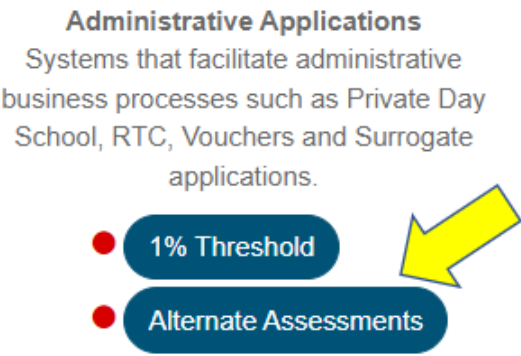 Administrative Applications
Systems that facilitate administrative
business processes such as Private Day
School, RTC, Vouchers and Surrogate
applications.
1% Threshold
Alternate Assessments